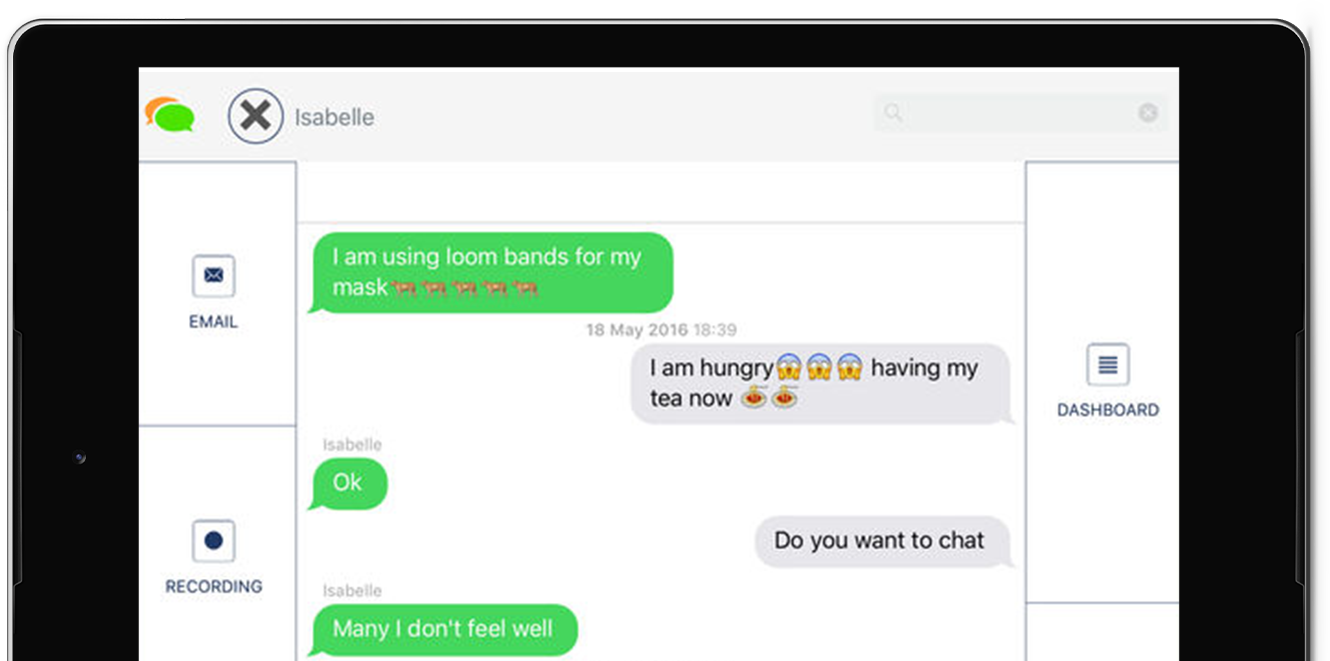 Isabelle
EMAIL
RECORDING
I am using loom bands for my
mask🐅🐅🐅🐅🐅
18 May 2016 18:39
I am hungry😱😱😱 having my
tea now 🍝🍝
Isabelle
Ok
Do you want to chat
Isabelle
Many I don't feel well
DASHBOARD